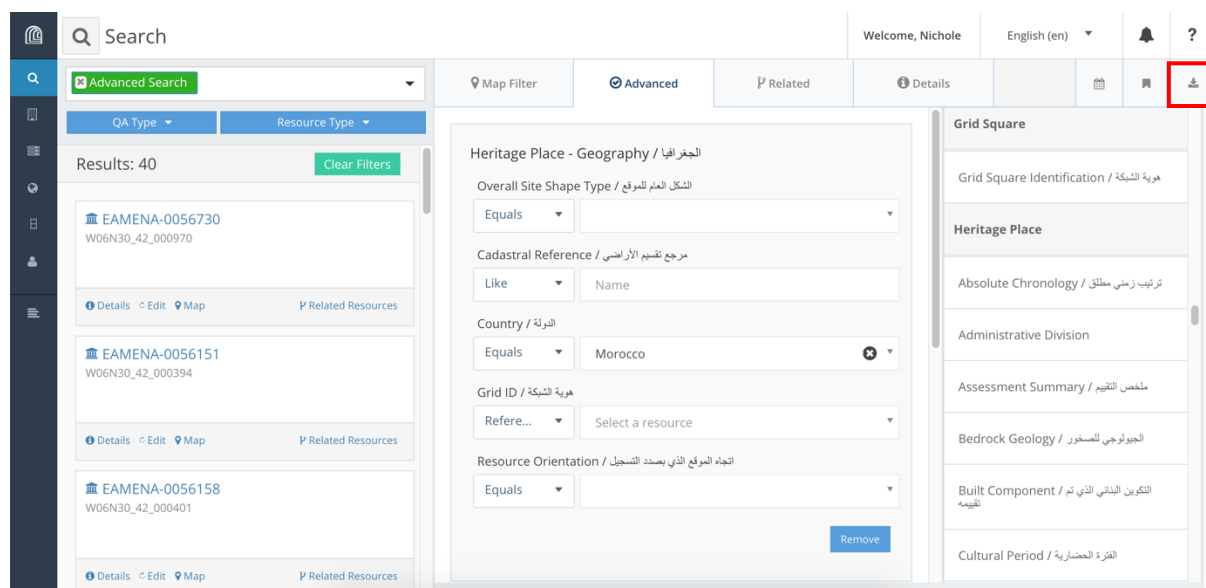 Search
Welcome, Nichole
English (en)
?
Advanced Search
Map Filter
Advanced
Related
Details
QA Type
Resource Type
Results: 40
Clear Filters
EAMENA-0056730
W06N30_42_000970
Details Edit Map Related Resources
EAMENA-0056151
W06N30_42_000394
Details Edit Map Related Resources
EAMENA-0056158
W06N30_42_000401
Details Edit Map Related Resources
Heritage Place - Geography / الجغرافيا
Overall Site Shape Type / الشكل العام للموقع
Equals
Cadastral Reference / مرجع تقسيم الأراضي
Like Name
Country / الدولة
Equals Morocco
Grid ID / هوية الشبكة
Refere... Select a resource
Resource Orientation / اتجاه الموقع الذي بصدد التسجيل
Equals
Remove
Grid Square
Grid Square Identification / هوية الشبكة
Heritage Place
Absolute Chronology / ترتيب زمني مطلق
Administrative Division
Assessment Summary / ملخص التقييم
Bedrock Geology / الجيولوجي للصخور
Built Component / التكوين البنائي الذي تم
تقييمه
Cultural Period / الفترة الحضارية